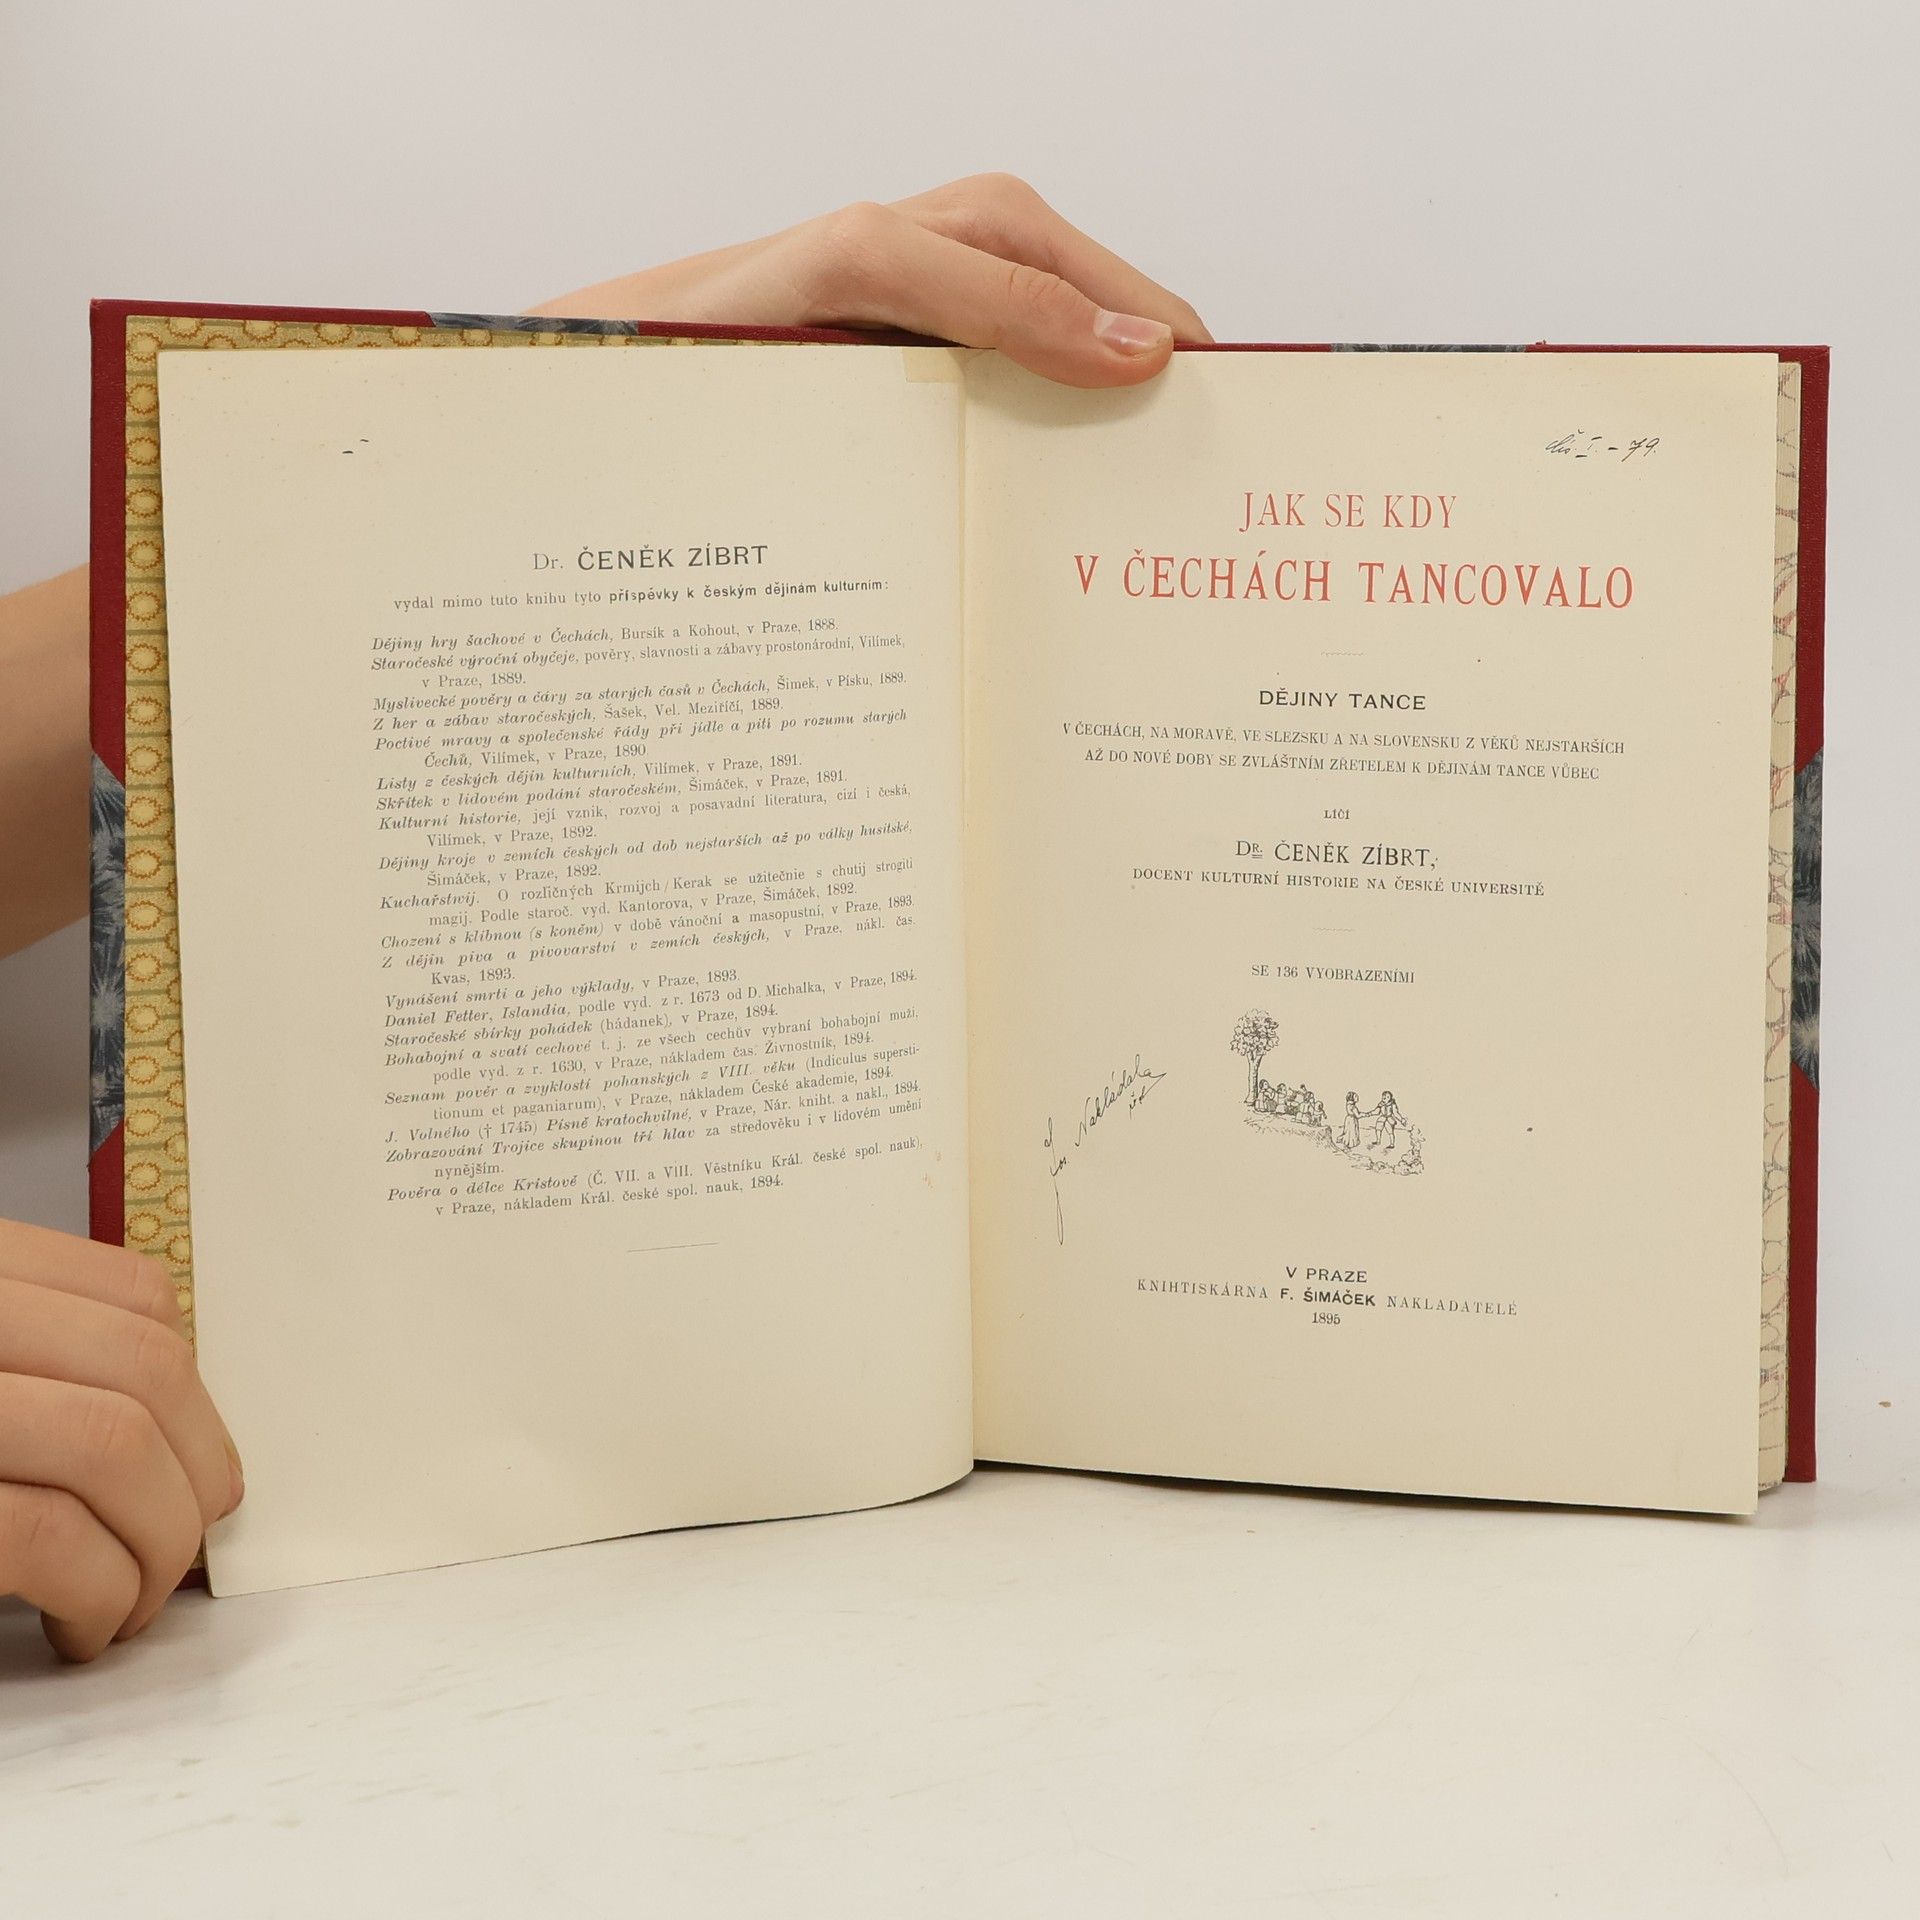 Dr. ČENĚK ZÍBRT
vydal mimo tuto knihu tyto příspěvky k českým dějinám kulturním:
Dějiny hry šachové v Čechách, Bursík a Kohout, v Praze, 1888.
Staročeské výroční obyčeje, pověry, slavnosti a zábavy prostonárodní, Vilímek,
v Praze, 1889.
Myslivecké pověry a čáry za starých časů v Čechách, Šimek, v Písku, 1889.
Z her a zábav staročeských, Šašek, Vel. Meziříčí, 1889.
Poctivé mravy a společenské řády při jídle a pití po rozumu starých
Čechů, Vilímek, v Praze, 1890
Listy z českých dějin kulturních, Vilímek, v Praze, 1891.
Skřítek v lidovém podání staročeském, Šimáček, v Praze, 1891.
Kulturní historie, její vznik, rozvoj a posavadní literatura, cizí i česká,
Vilímek, v Praze, 1892.
Dějiny kroje v zemích českých od dob nejstarších až po války husitské,
Šimáček, v Praze, 1892.
Kuchařstwij. O rozličných Krmijch / Kerak se užitečnie s chutij strogiti
magij. Podle staroč. vyd. Kantorova, v Praze, Šimáček, 1892.
Chození s klibnou (s koněm) v době vánoční a masopustní, v Praze, 1893.
Z dějin piva a pivovarství v zemích českých, v Praze, nákl. čas.
Kvas, 1893.
Vynášení smrti a jeho výklady, v Praze, 1893.
Daniel Fetter, Islandia, podle vyd. z r. 1673 od D. Michalka, v Praze, 1894.
Staročeské sbírky pohádek (hádanek), v Praze, 1894.
Bohabojní a svatí cechové t. j. ze všech cechův vybraní bohabojní muži,
podle vyd. z r. 1630, v Praze, nákladem čas. Živnostník, 1894.
Seznam pověr a zvyklostí pohanských z VIII. věku (Indiculus supersti-
tionum et paganiarum), v Praze, nákladem České akademie, 1894.
J. Volného († 1745) Písně kratochvilné, v Praze, Nár. kniht. a nakl., 1894.
Zobrazování Trojice skupinou tří hlav za středověku i v lidovém umění
nynějším.
Pověra o délce Kristově (Č. VII. a VIII. Věstníku Král. české spol. nauk),
v Praze, nákladem Král. české spol. nauk, 1894.
I. – 79.
JAK SE KDY
V ČECHÁCH TANCOVALO
DĚJINY TANCE
V ČECHÁCH, NA MORAVĚ, VE SLEZSKU A NA SLOVENSKU Z VĚKŮ NEJSTARŠÍCH
AŽ DO NOVÉ DOBY SE ZVLÁŠTNÍM ZŘETELEM K DĚJINÁM TANCE VŮBEC
LÍČÍ
DR. ČENĚK ZÍBRT,
DOCENT KULTURNÍ HISTORIE NA ČESKÉ UNIVERSITĚ
SE 136 VYOBRAZENÍMI
V PRAZE
KNIHTISKÁRNA F. ŠIMÁČEK NAKLADATELÉ
1895